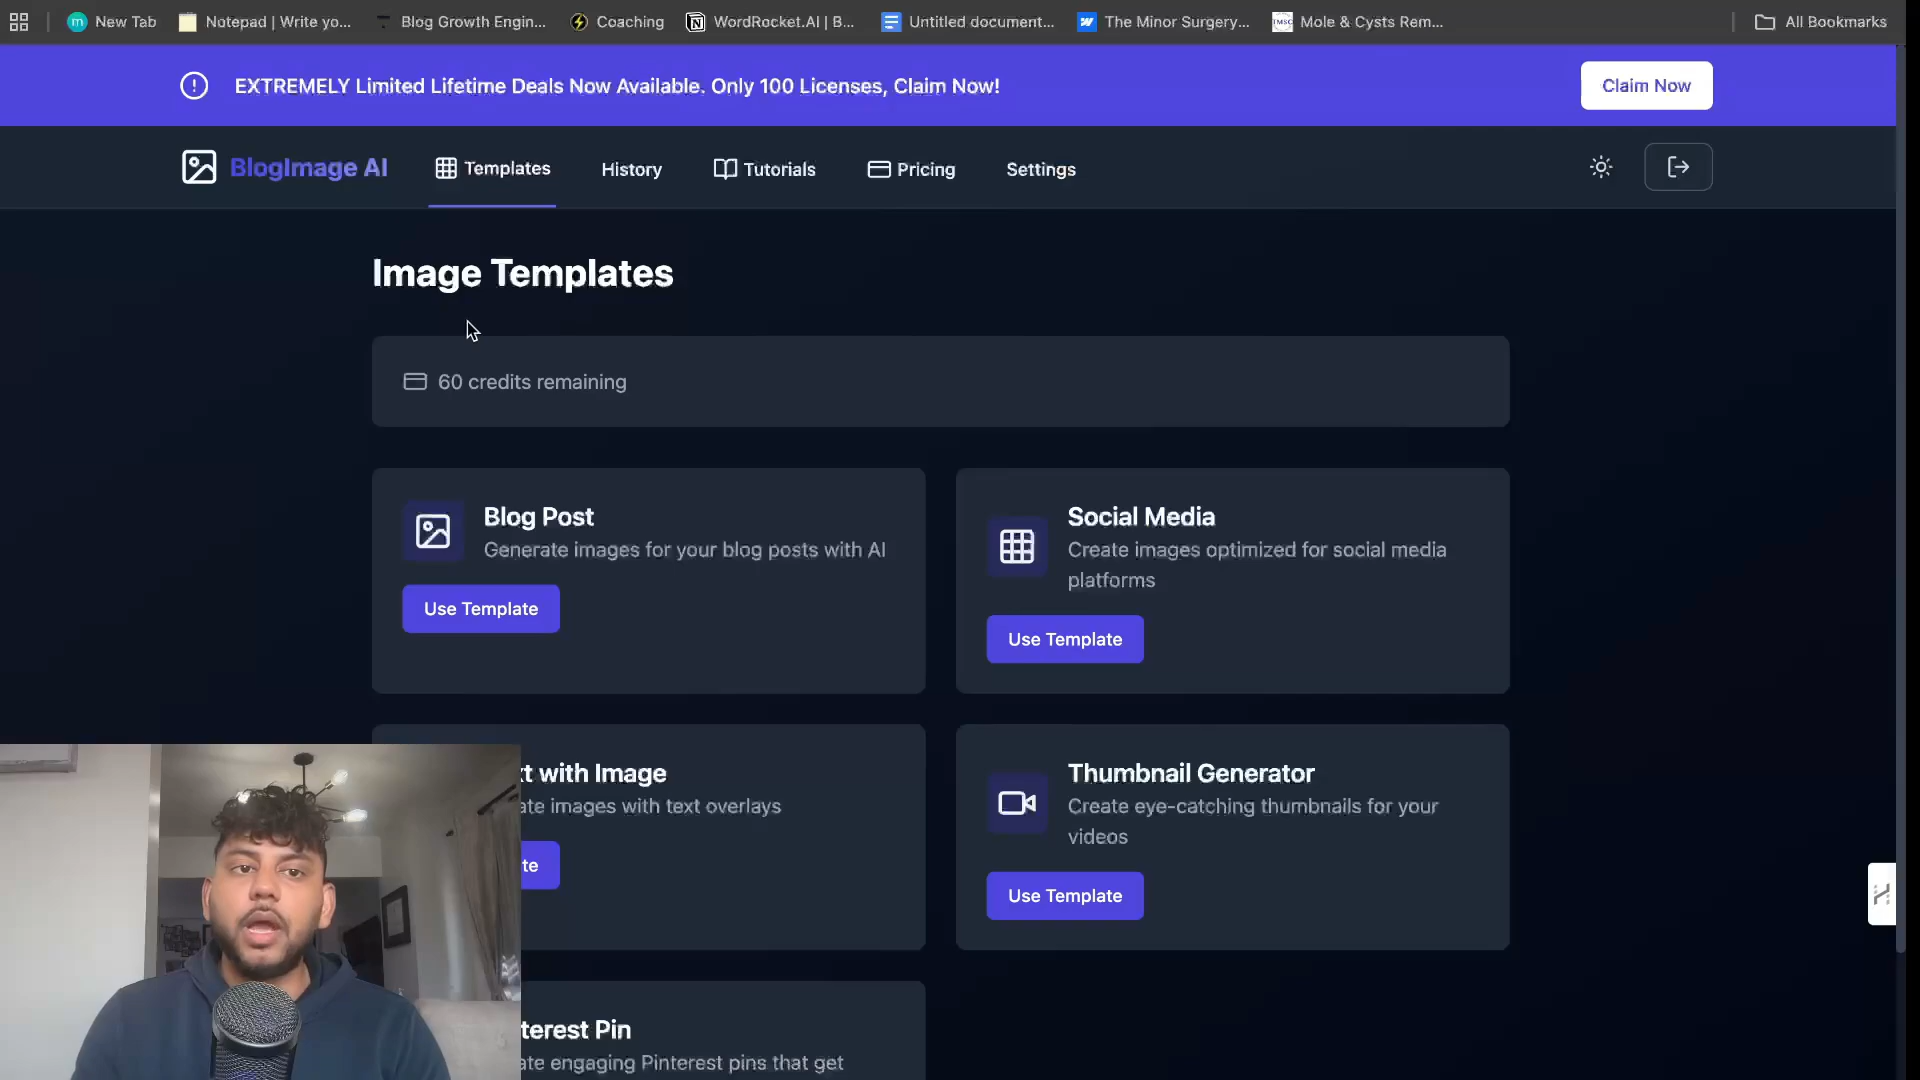 New Tab
Notepad | Write yo...
Blog Growth Engin...
Coaching
WordRocket.AI | B...
Untitled document...
The Minor Surgery...
Mole & Cysts Rem...
All Bookmarks
EXTREMELY Limited Lifetime Deals Now Available. Only 100 Licenses, Claim Now!
Claim Now
BlogImage AI
Templates
History
Tutorials
Pricing
Settings
Image Templates
60 credits remaining
Blog Post
Generate images for your blog posts with AI
Use Template
Social Media
Create images optimized for social media
platforms
Use Template
t with Image
ate images with text overlays
te
Thumbnail Generator
Create eye-catching thumbnails for your
videos
Use Template
terest Pin
ate engaging Pinterest pins that get